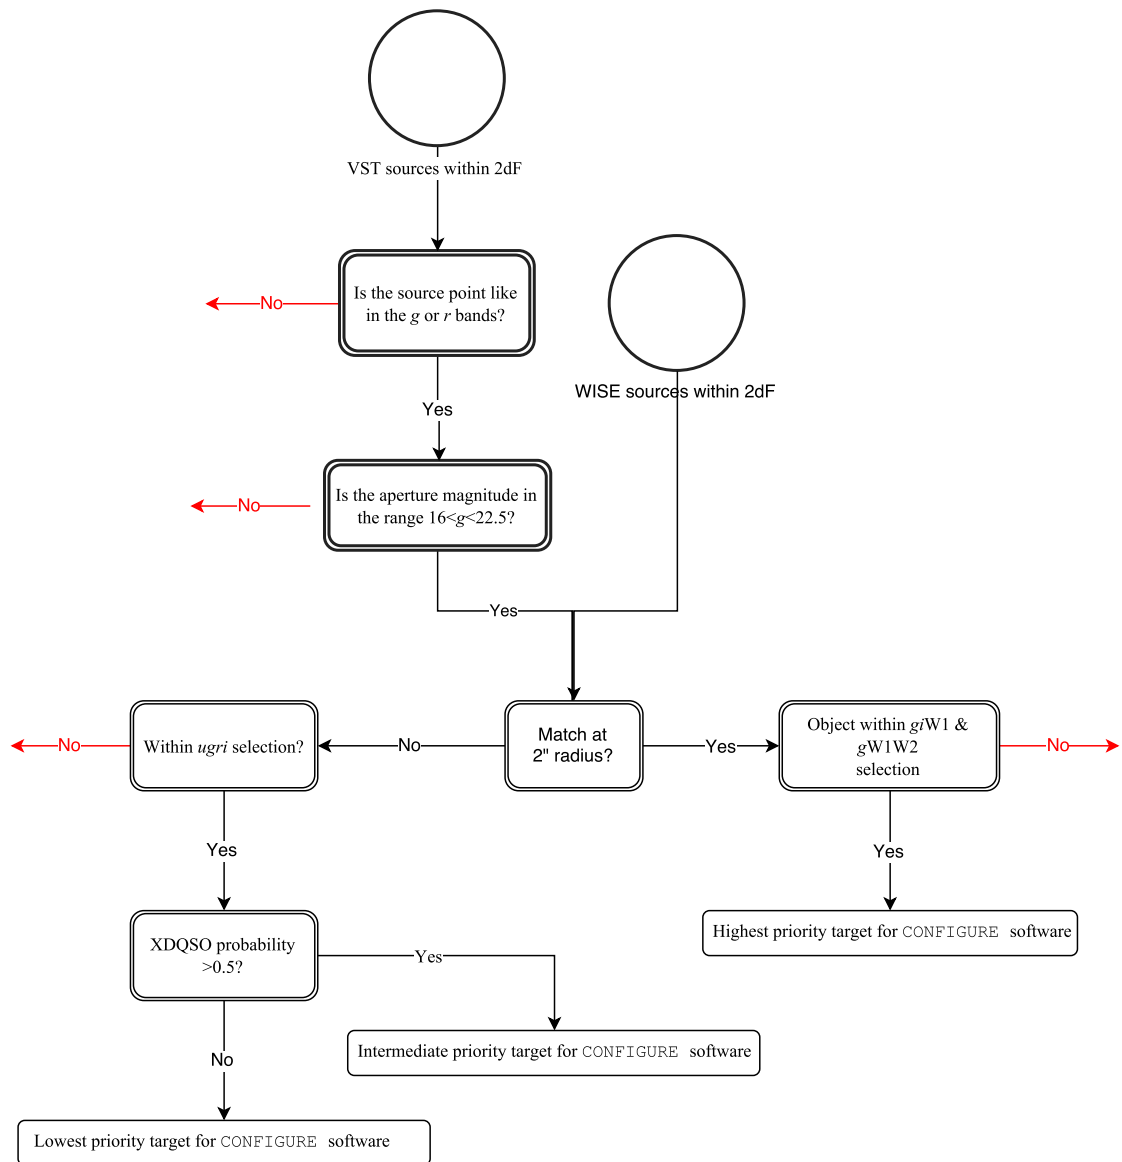 VST sources within 2dF
Is the source point like
in the g or r bands?
No
WISE sources within 2dF
Yes
Is the aperture magnitude in
the range 16<g<22.5?
No
Yes
Match at
2" radius?
No
Yes
Within ugri selection?
No
Object within giW1 &
gW1W2
selection
No
Yes
Yes
Highest priority target for CONFIGURE software
XDQSO probability
>0.5?
Yes
Intermediate priority target for CONFIGURE software
No
Lowest priority target for CONFIGURE software